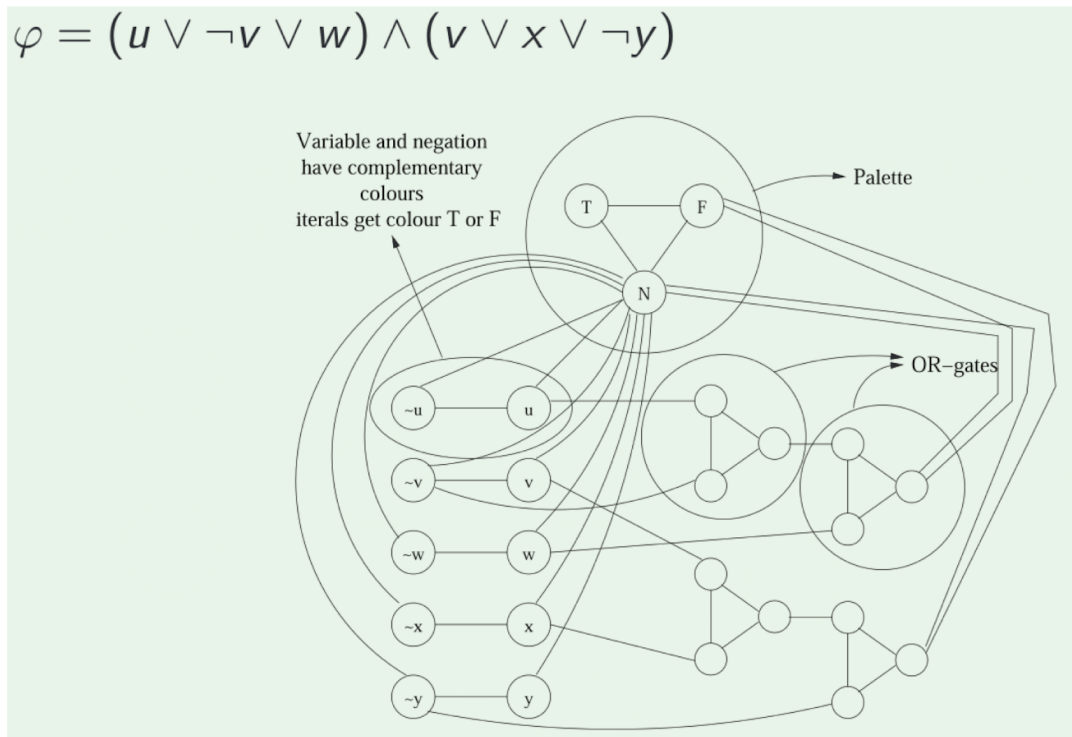 φ = (u ∨ ¬v ∨ w) ∧ (v ∨ x ∨ ¬y)
Variable and negation
have complementary
colours
iterals get colour T or F
Palette
T
F
N
OR−gates
~u
u
~v
v
~w
w
~x
x
~y
y